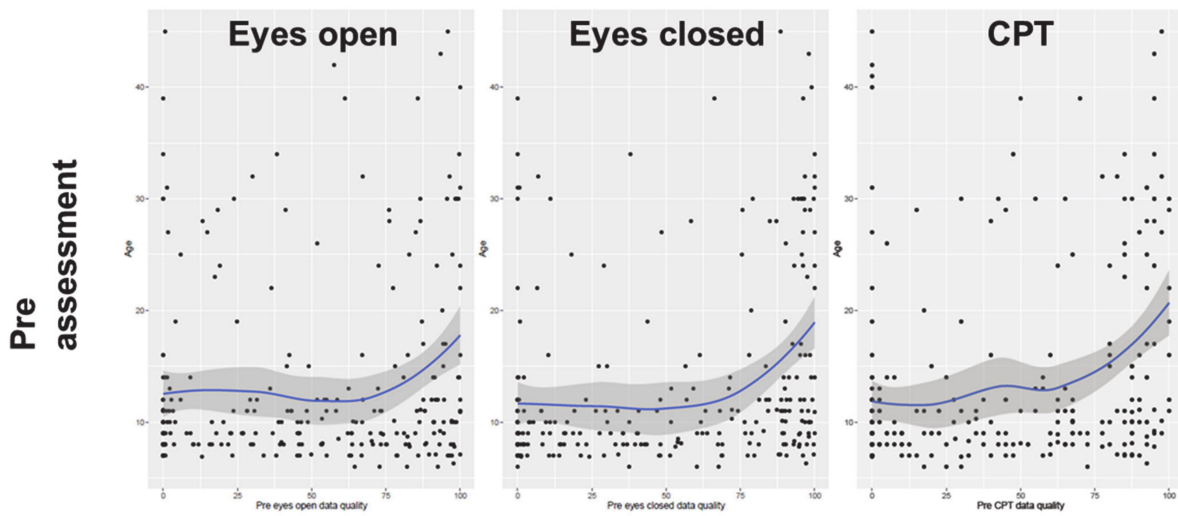 Eyes open
Eyes closed
CPT
Pre
assessment
Age
40
30
20
10
0
25
50
75
100
Pre eyes open data quality
Age
40
30
20
10
0
25
50
75
100
Pre eyes closed data quality
Age
40
30
20
10
0
25
50
75
100
Pre CPT data quality